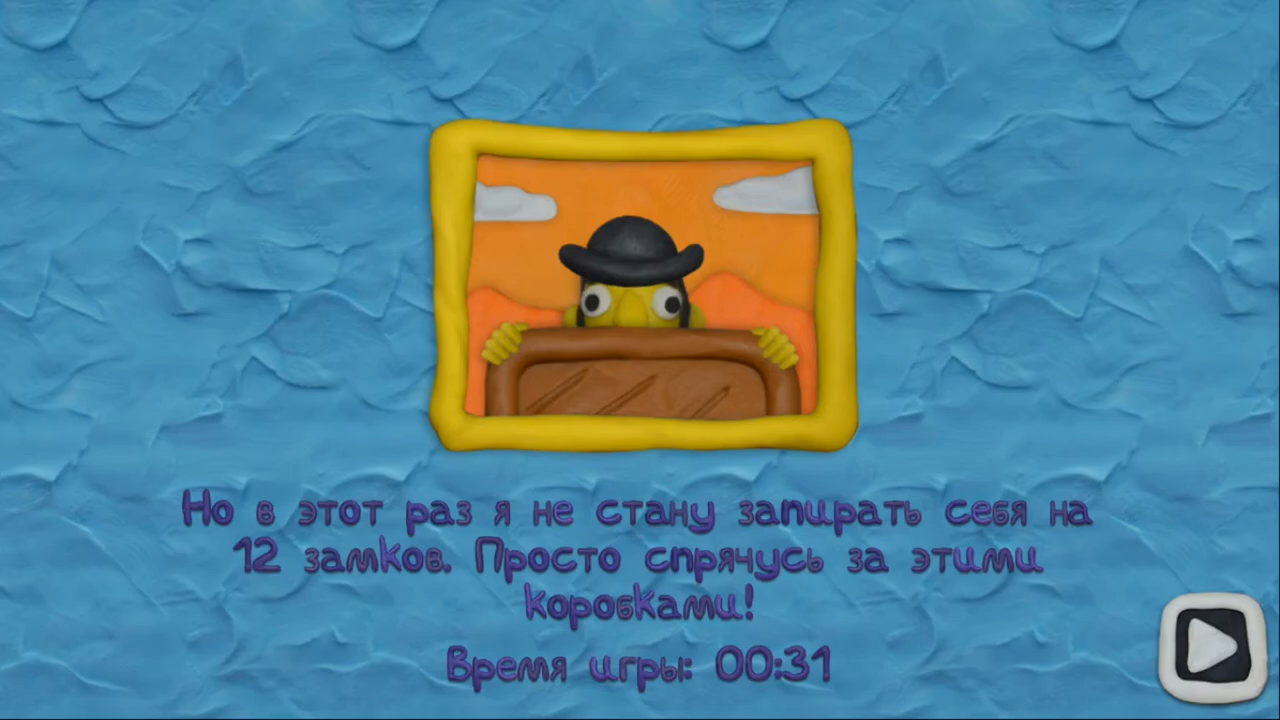 Но в этот раз я не стану запирать себя на
12 замков. Просто спрячусь за этими
коробками!
Время игры: 00:31